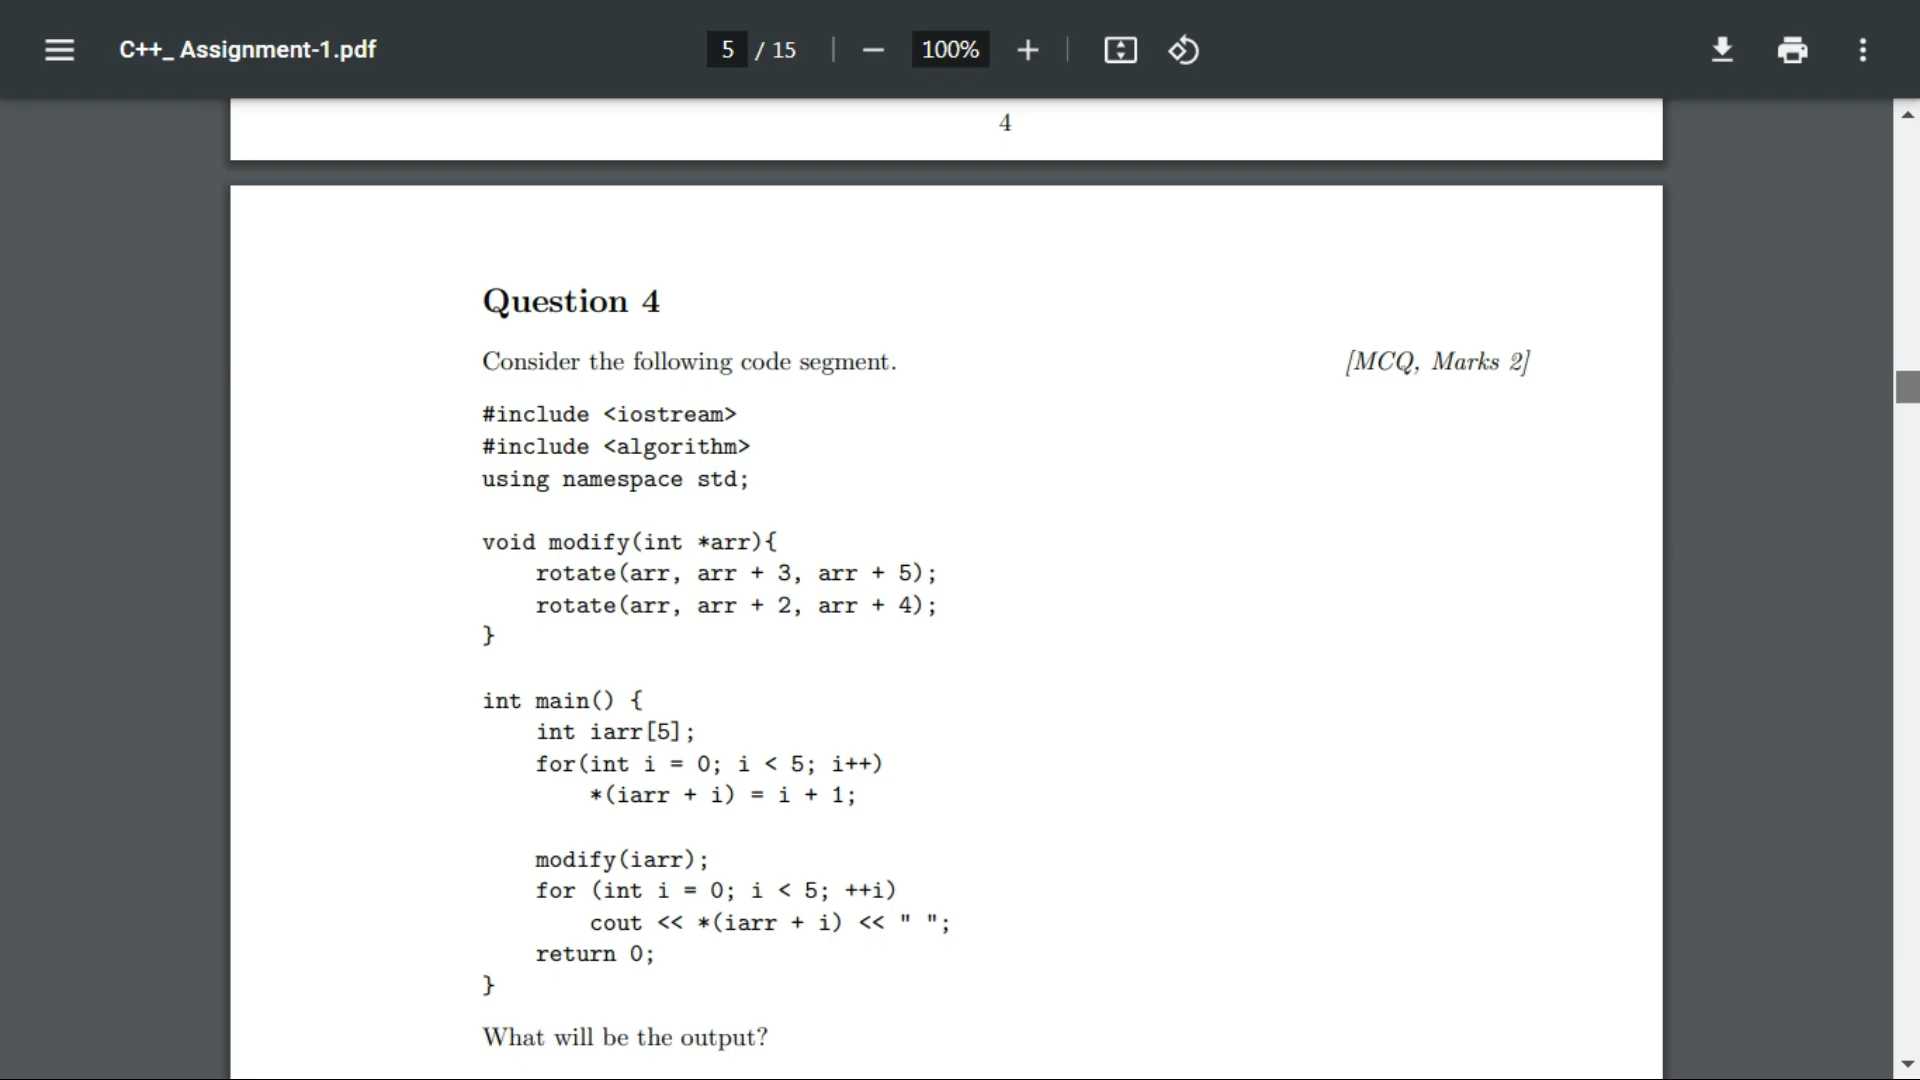 C++_ Assignment-1.pdf
5 / 15
100%
4
Question 4
Consider the following code segment. [MCQ, Marks 2]
#include <iostream>
#include <algorithm>
using namespace std;
void modify(int *arr){
rotate(arr, arr + 3, arr + 5);
rotate(arr, arr + 2, arr + 4);
}
int main() {
int iarr[5];
for(int i = 0; i < 5; i++)
*(iarr + i) = i + 1;
modify(iarr);
for (int i = 0; i < 5; ++i)
cout << *(iarr + i) << " ";
return 0;
}
What will be the output?